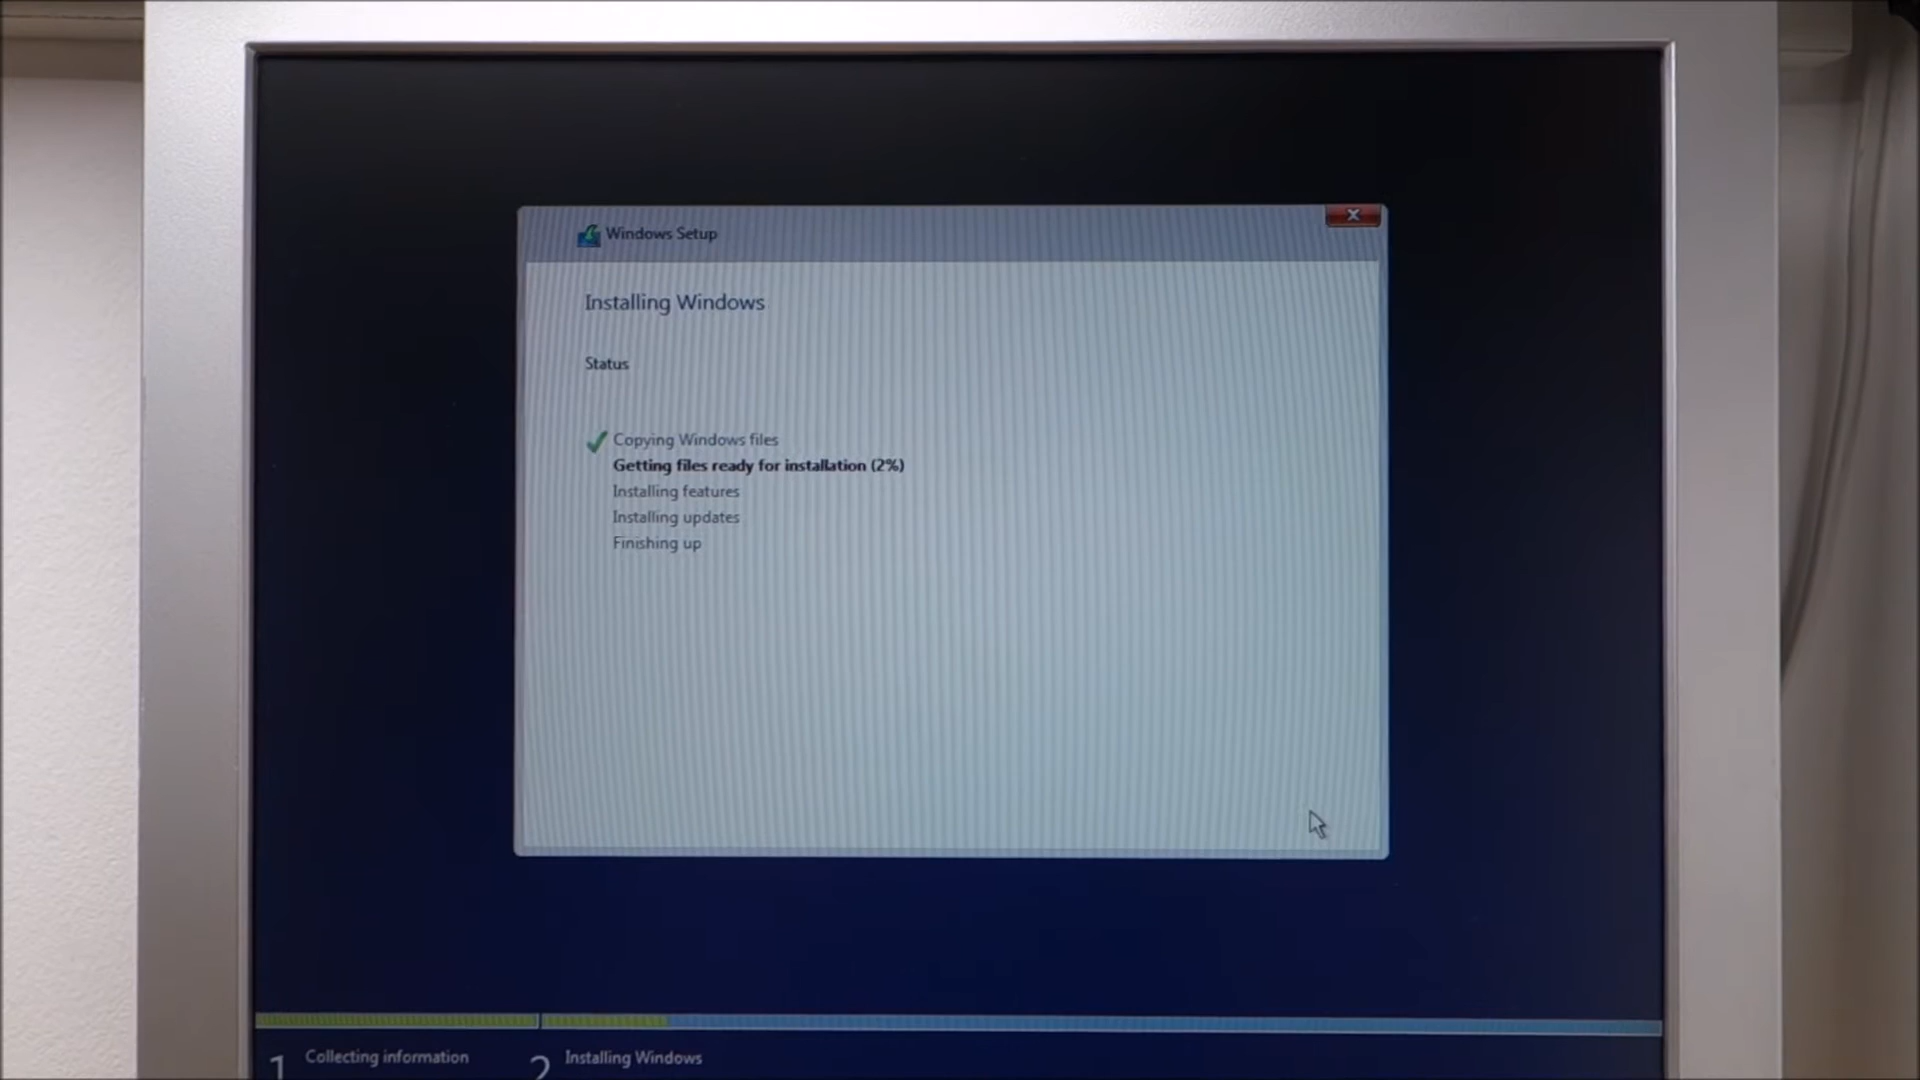 Windows Setup
Installing Windows
Status
Copying Windows files
Getting files ready for installation (2%)
Installing features
Installing updates
Finishing up
1 Collecting information
2 Installing Windows